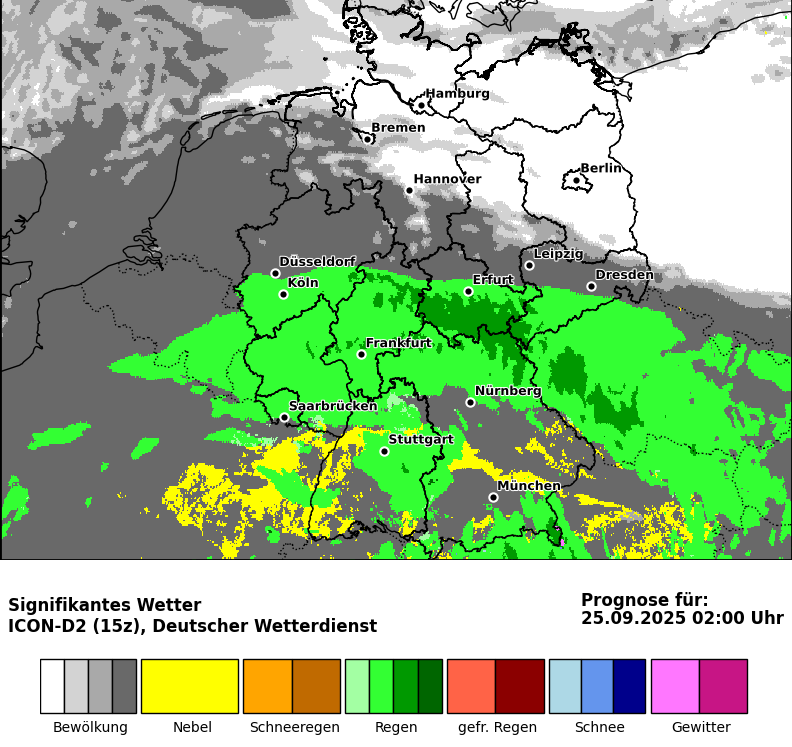 Hamburg
Bremen
Berlin
Hannover
Leipzig
Düsseldorf
Dresden
Köln
Erfurt
Frankfurt
Nürnberg
Saarbrücken
Stuttgart
München
Signifikantes Wetter
ICON-D2 (15z), Deutscher Wetterdienst
Prognose für:
25.09.2025 02:00 Uhr
Bewölkung
Nebel
Schneeregen
Regen
gefr. Regen
Schnee
Gewitter